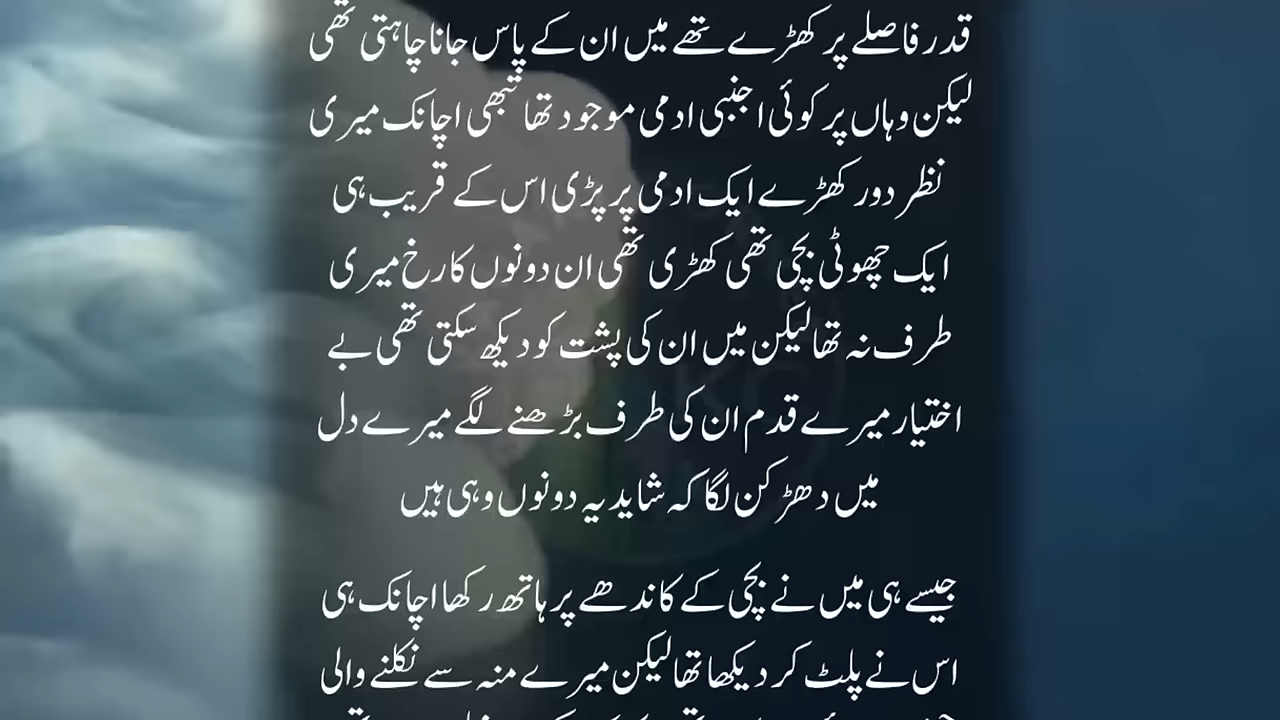 قدر فاصلے پر کھڑے تھے میں ان کے پاس جانا چاہتی تھی
لیکن وہاں پر کوئی اجنبی ادمی موجود تھا تبھی اچانک میری
نظر دور کھڑے ایک ادمی پر پڑی اس کے قریب ہی
ایک چھوٹی بچی تھی کھڑی تھی ان دونوں کا رخ میری
طرف نہ تھا لیکن میں ان کی پشت کو دیکھ سکتی تھی بے
اختیار میرے قدم ان کی طرف بڑھنے لگے میرے دل
میں دھڑکن لگا کہ شاید یہ دونوں وہی ہیں
جیسے ہی میں نے بچی کے کاندھے پر ہاتھ رکھا اچانک ہی
اس نے پلٹ کر دیکھا تھا لیکن میرے منہ سے نکلنے والی